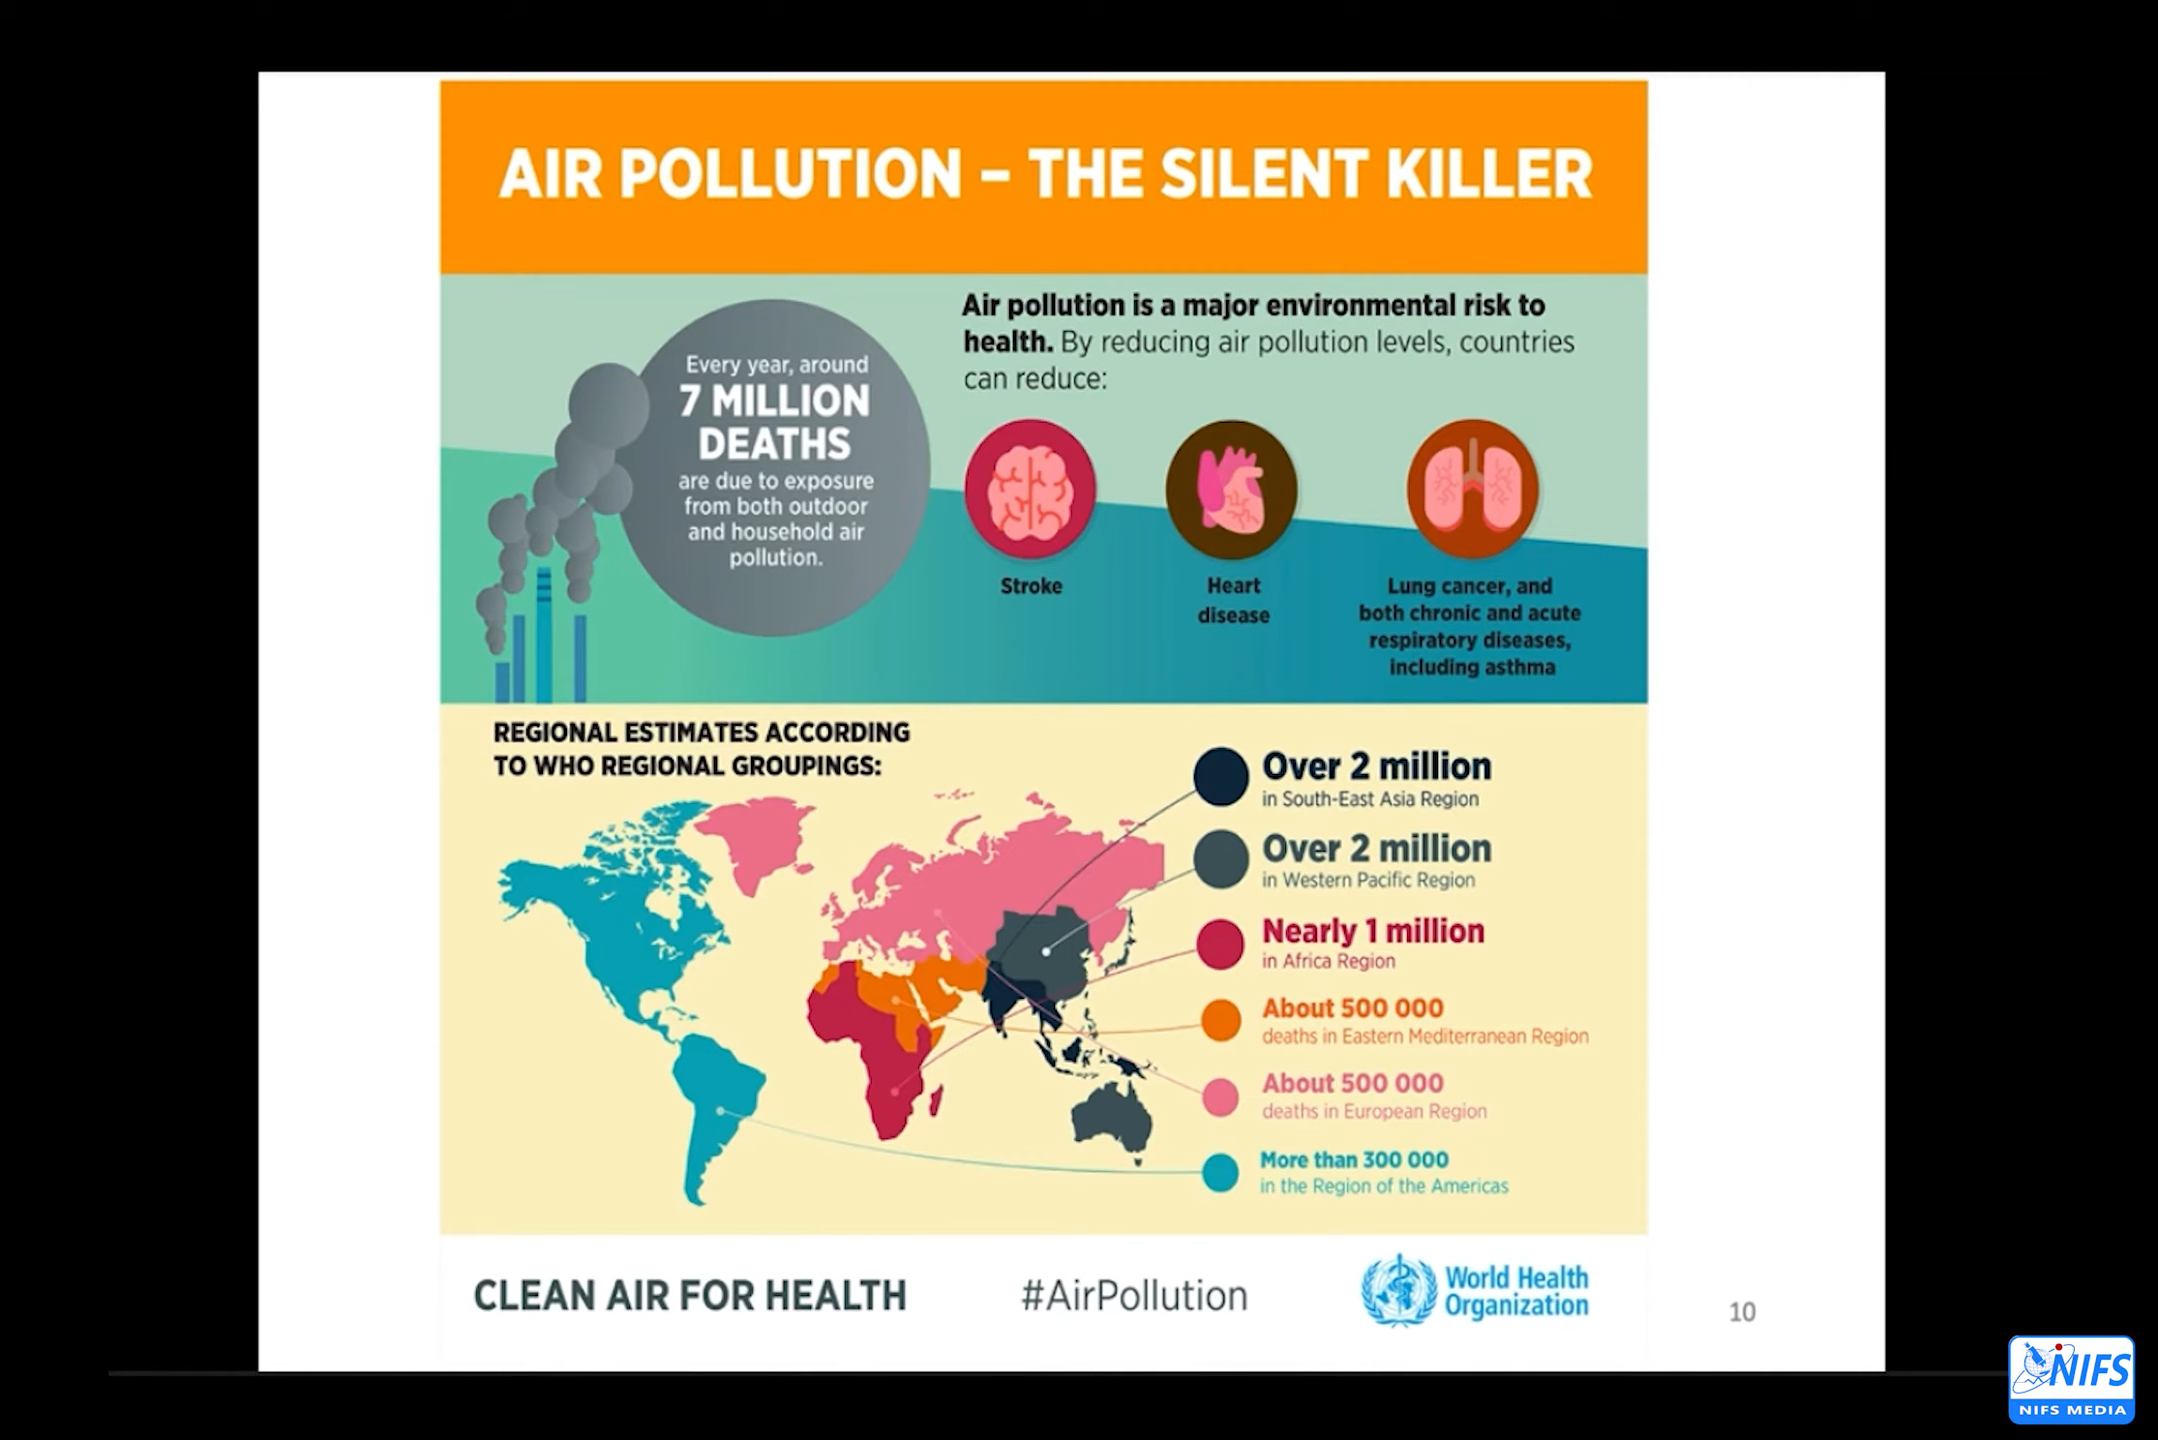 AIR POLLUTION – THE SILENT KILLER
Every year, around
7 MILLION
DEATHS
are due to exposure
from both outdoor
and household air
pollution.
Air pollution is a major environmental risk to
health. By reducing air pollution levels, countries
can reduce:
Stroke
Heart
disease
Lung cancer, and
both chronic and acute
respiratory diseases,
including asthma
REGIONAL ESTIMATES ACCORDING
TO WHO REGIONAL GROUPINGS:
Over 2 million
in South-East Asia Region
Over 2 million
in Western Pacific Region
Nearly 1 million
in Africa Region
About 500 000
deaths in Eastern Mediterranean Region
About 500 000
deaths in European Region
More than 300 000
in the Region of the Americas
CLEAN AIR FOR HEALTH
#AirPollution
World Health
Organization
10
NIFS
NIFS MEDIA